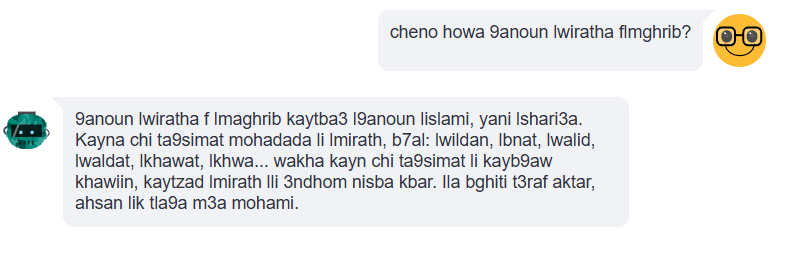 cheno howa 9anoun lwiratha flmghrib?
9anoun lwiratha f lmaghrib kaytba3 l9anoun lislami, yani lshari3a.
Kayna chi ta9simat mohadada li lmirath, b7al: lwildan, lbnat, lwalid,
lwaldat, lkhawat, lkhwa... wakha kayn chi ta9simat li kayb9aw
khawiin, kaytzad lmirath lli 3ndhom nisba kbar. Ila bghiti t3raf aktar,
ahsan lik tla9a m3a mohami.